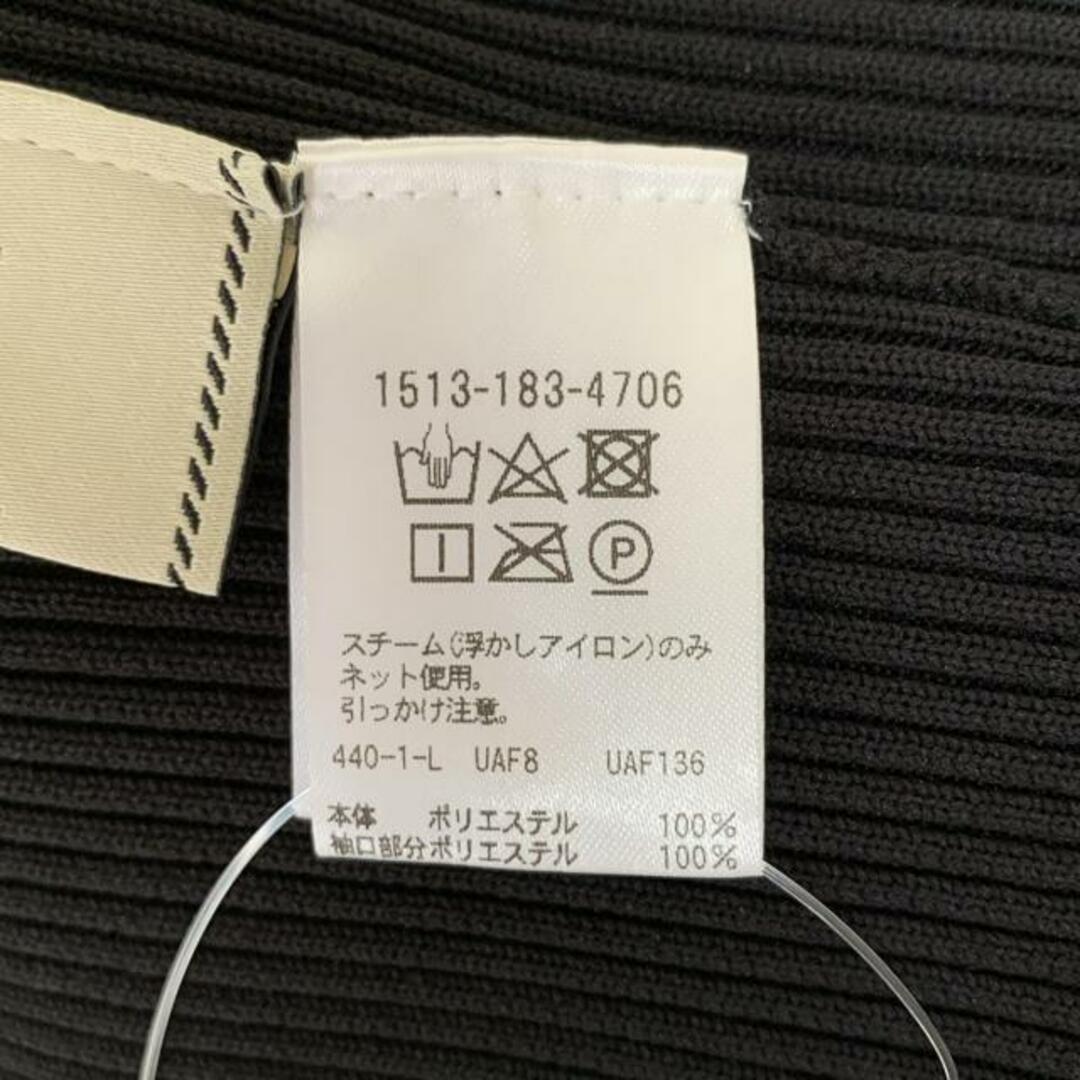 1513-183-4706
P
スチーム(浮かしアイロン)のみ
ネット使用。
引っかけ注意。
440-1-L UAF8 UAF136
本体 ポリエステル 100%
袖口部分ポリエステル 100%